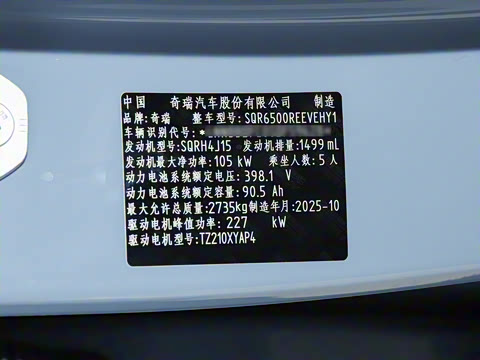 中国 奇瑞汽车股份有限公司 制造
品牌:奇瑞 整车型号:SQR6500REEVEHY1
车辆识别代号:*
发动机型号:SQRH4J15 发动机排量:1499 mL
发动机最大净功率:105 kW 乘坐人数:5 人
动力电池系统额定电压:398.1 V
动力电池系统额定容量:90.5 Ah
最大允许总质量:2735kg制造年月:2025-10
驱动电机峰值功率:227 kW
驱动电机型号:TZ210XYAP4